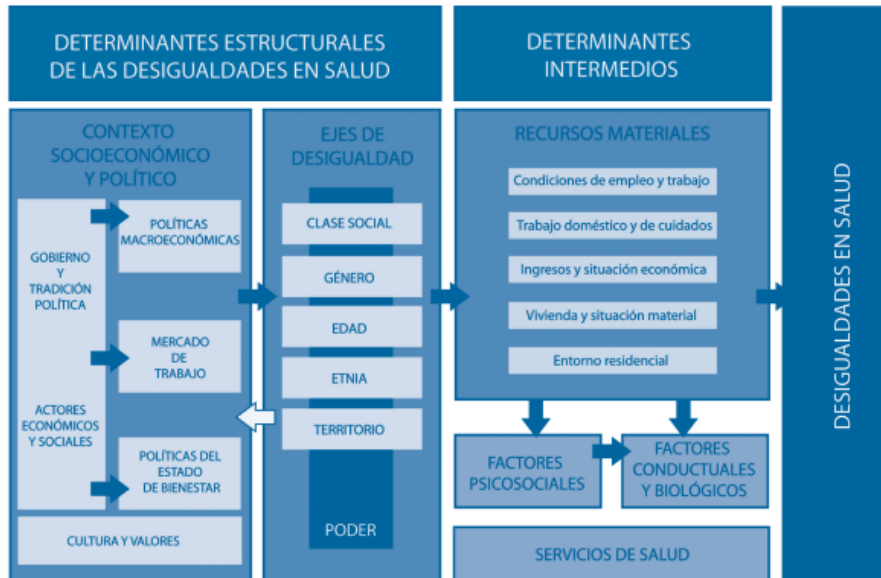 DETERMINANTES ESTRUCTURALES
DE LAS DESIGUALDADES EN SALUD
DETERMINANTES
INTERMEDIOS
CONTEXTO
SOCIOECONÓMICO
Y POLÍTICO
GOBIERNO
Y
TRADICIÓN
POLÍTICA
ACTORES
ECONÓMICOS
Y SOCIALES
POLÍTICAS
MACROECONÓMICAS
MERCADO
DE
TRABAJO
POLÍTICAS DEL
ESTADO
DE BIENESTAR
CULTURA Y VALORES
EJES DE
DESIGUALDAD
CLASE SOCIAL
GÉNERO
EDAD
ETNIA
TERRITORIO
PODER
RECURSOS MATERIALES
Condiciones de empleo y trabajo
Trabajo doméstico y de cuidados
Ingresos y situación económica
Vivienda y situación material
Entorno residencial
FACTORES
PSICOSOCIALES
FACTORES
CONDUCTUALES
Y BIOLÓGICOS
SERVICIOS DE SALUD
DESIGUALDADES EN SALUD